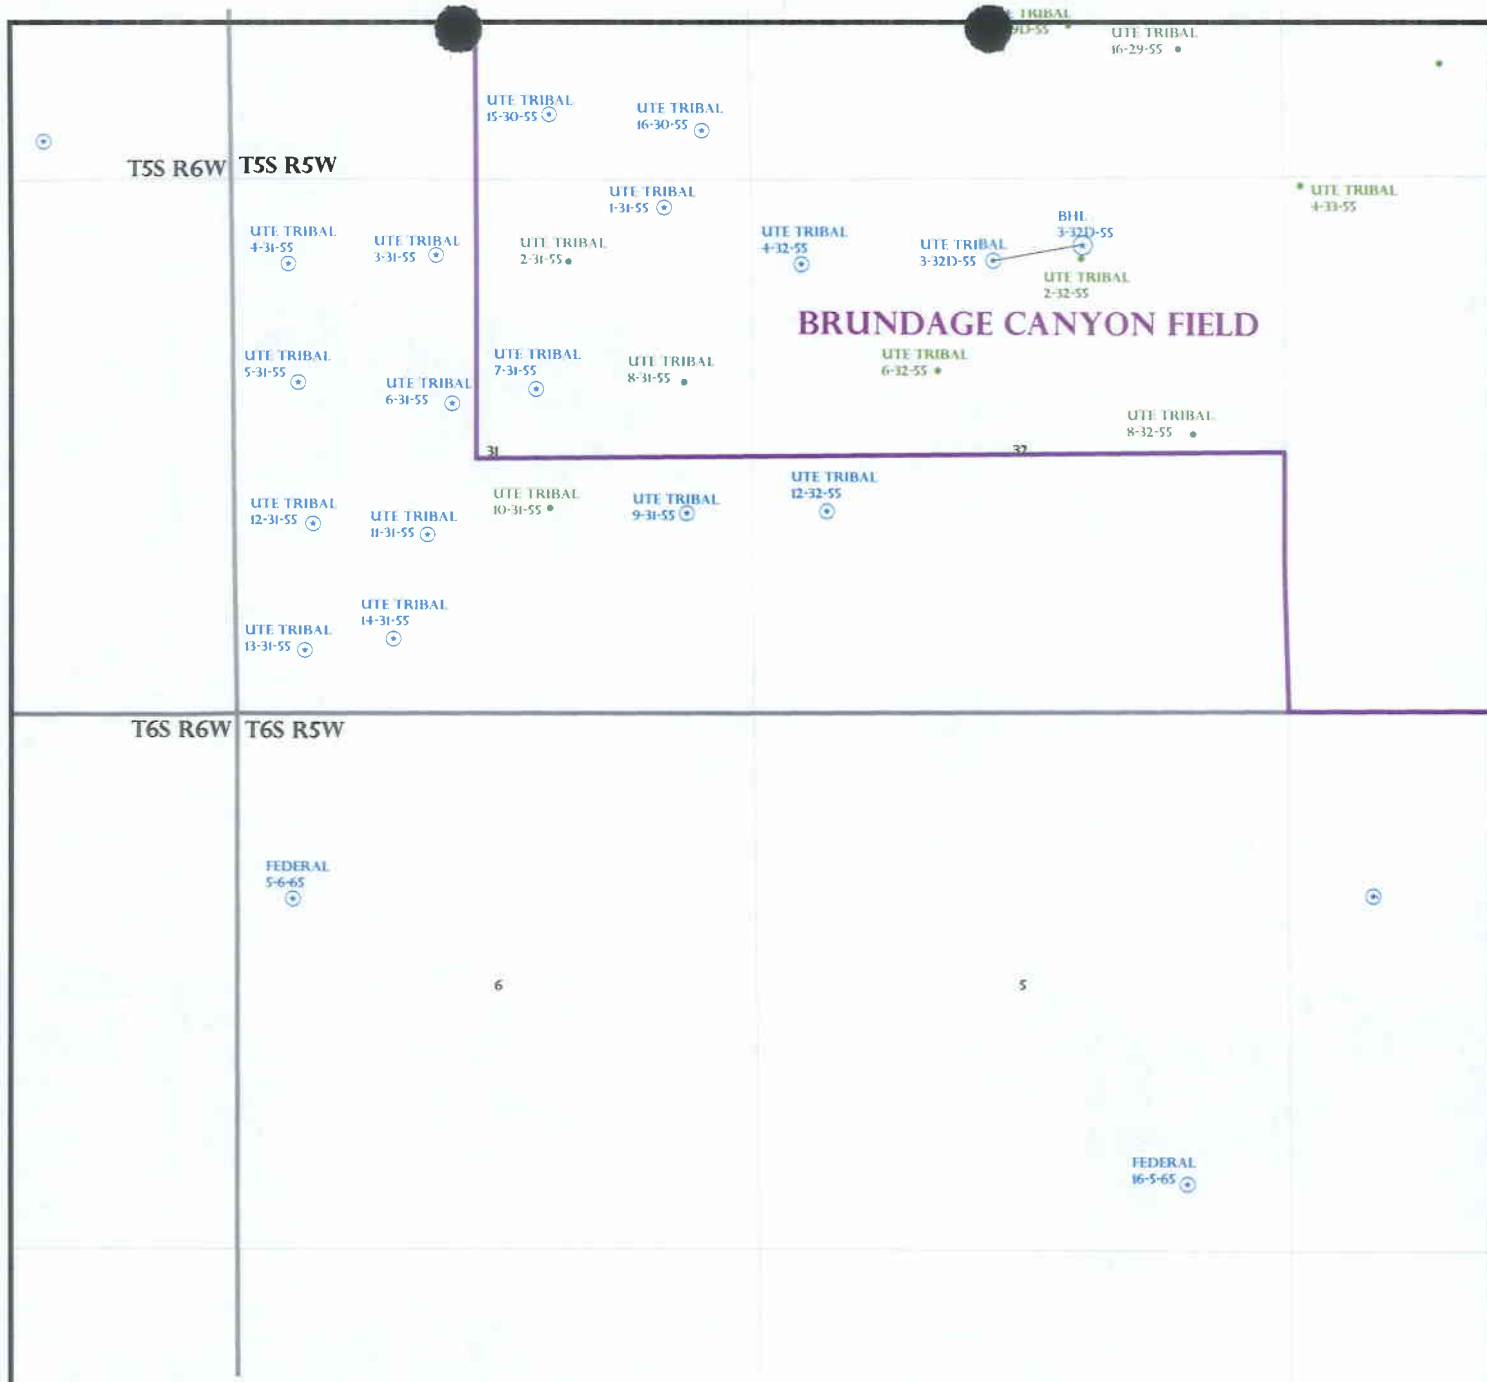 TRIBAL
9D-55
UTE TRIBAL
16-29-55
UTE TRIBAL
15-30-55
UTE TRIBAL
16-30-55
T5S R6W
T5S R5W
UTE TRIBAL
1-31-55
UTE TRIBAL
4-33-55
UTE TRIBAL
4-31-55
UTE TRIBAL
3-31-55
UTE TRIBAL
2-31-55
UTE TRIBAL
4-32-55
UTE TRIBAL
3-32D-55
BHL
3-32D-55
UTE TRIBAL
2-32-55
BRUNDAGE CANYON FIELD
UTE TRIBAL
5-31-55
UTE TRIBAL
6-31-55
UTE TRIBAL
7-31-55
UTE TRIBAL
8-31-55
UTE TRIBAL
6-32-55
UTE TRIBAL
8-32-55
31
32
UTE TRIBAL
12-31-55
UTE TRIBAL
11-31-55
UTE TRIBAL
10-31-55
UTE TRIBAL
9-31-55
UTE TRIBAL
12-32-55
UTE TRIBAL
13-31-55
UTE TRIBAL
14-31-55
T6S R6W
T6S R5W
FEDERAL
5-6-65
6
5
FEDERAL
16-5-65